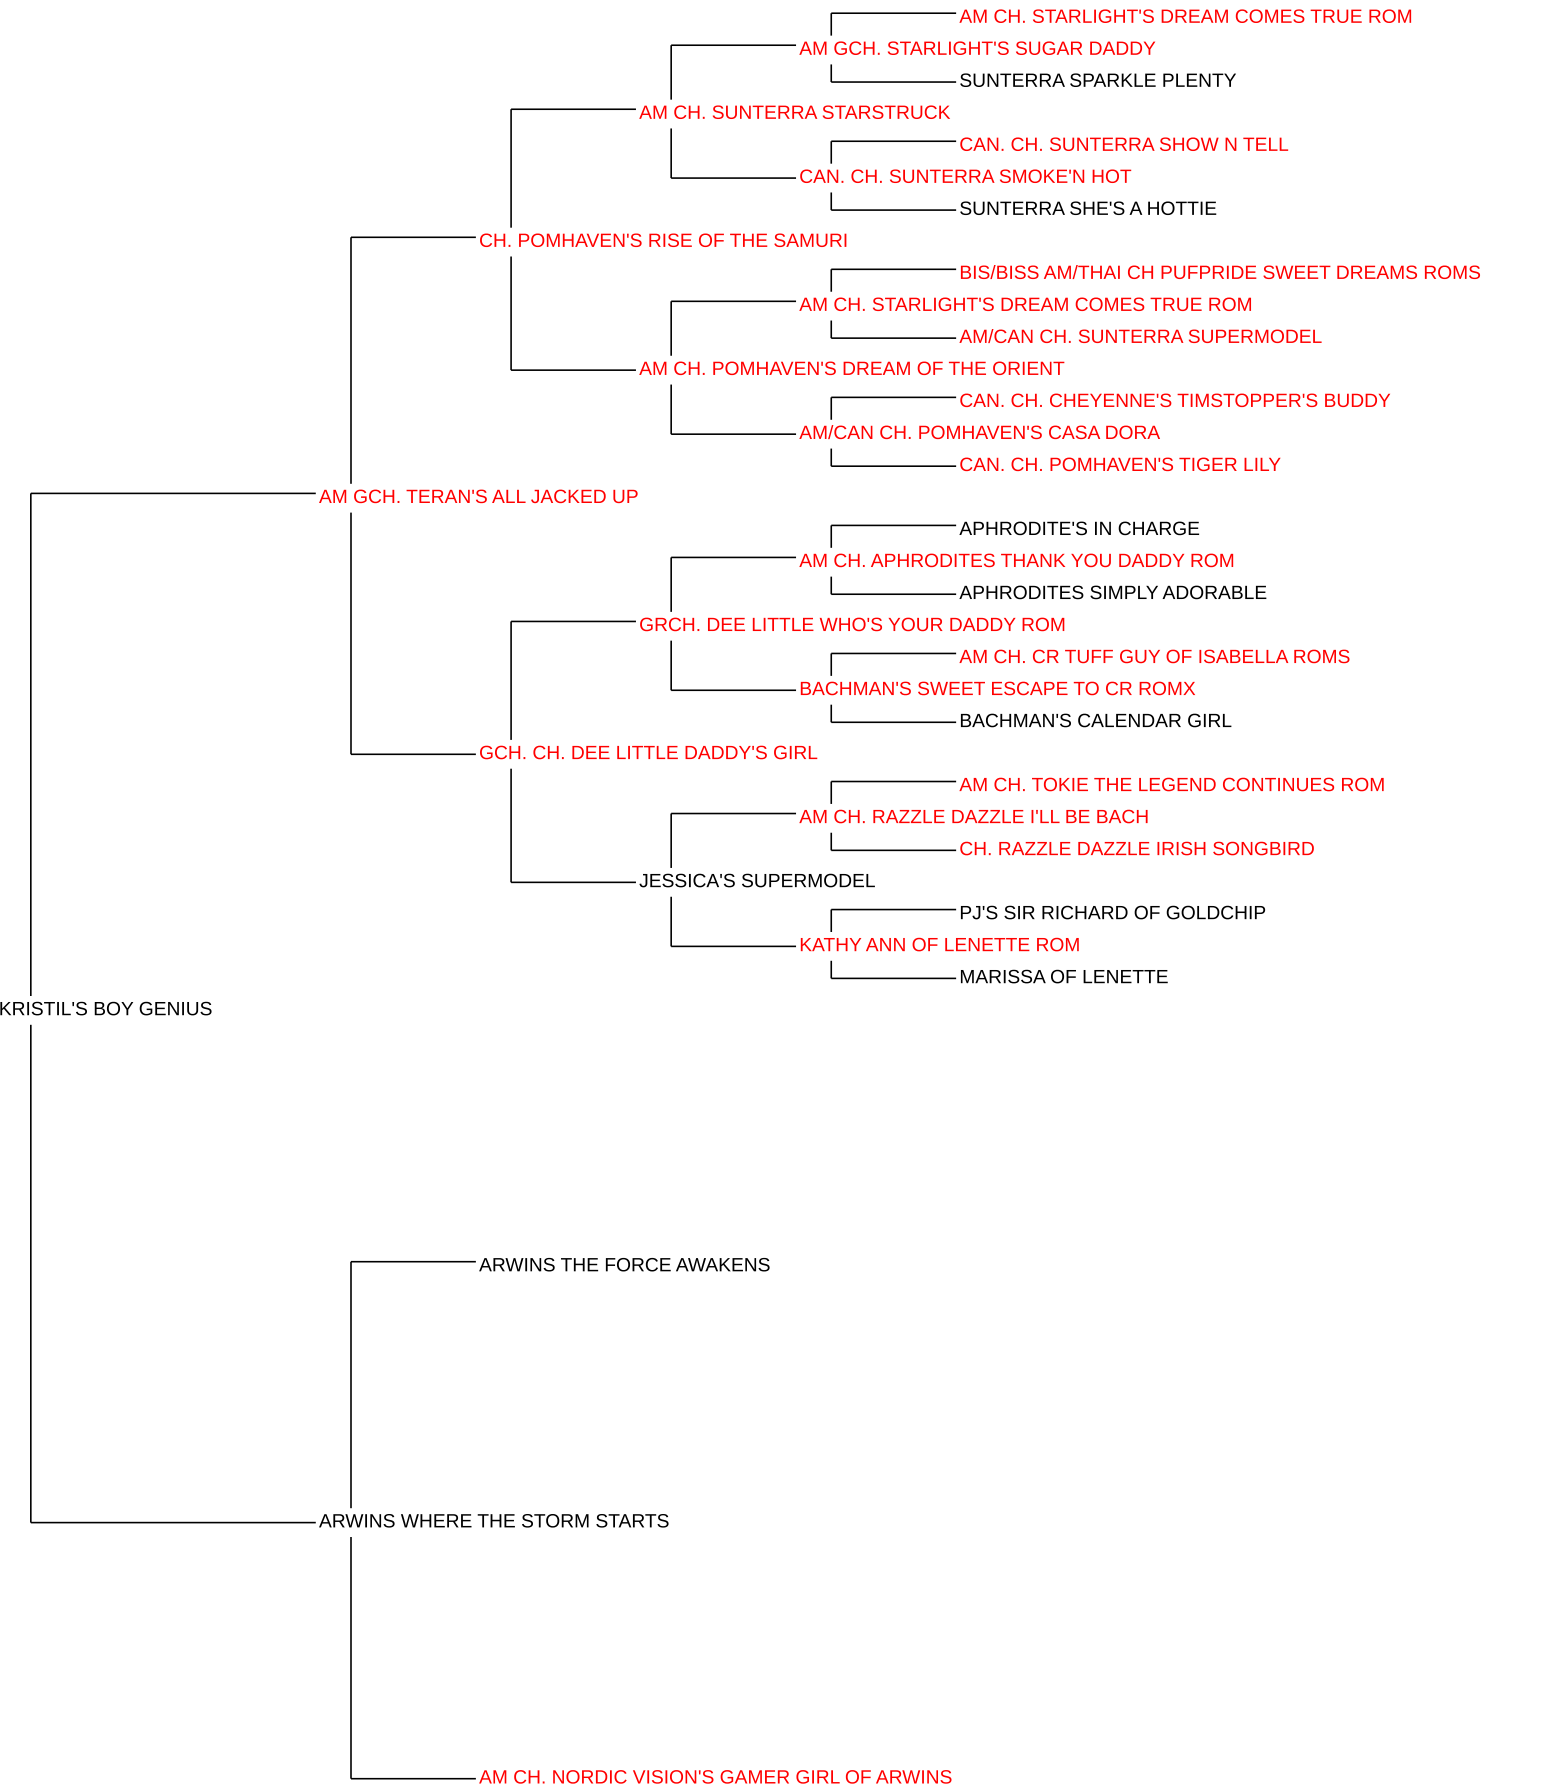 AM CH. STARLIGHT'S DREAM COMES TRUE ROM
AM GCH. STARLIGHT'S SUGAR DADDY
SUNTERRA SPARKLE PLENTY
AM CH. SUNTERRA STARSTRUCK
CAN. CH. SUNTERRA SHOW N TELL
CAN. CH. SUNTERRA SMOKE'N HOT
SUNTERRA SHE'S A HOTTIE
CH. POMHAVEN'S RISE OF THE SAMURI
BIS/BISS AM/THAI CH PUFPRIDE SWEET DREAMS ROMS
AM CH. STARLIGHT'S DREAM COMES TRUE ROM
AM/CAN CH. SUNTERRA SUPERMODEL
AM CH. POMHAVEN'S DREAM OF THE ORIENT
CAN. CH. CHEYENNE'S TIMSTOPPER'S BUDDY
AM/CAN CH. POMHAVEN'S CASA DORA
CAN. CH. POMHAVEN'S TIGER LILY
AM GCH. TERAN'S ALL JACKED UP
APHRODITE'S IN CHARGE
AM CH. APHRODITES THANK YOU DADDY ROM
APHRODITES SIMPLY ADORABLE
GRCH. DEE LITTLE WHO'S YOUR DADDY ROM
AM CH. CR TUFF GUY OF ISABELLA ROMS
BACHMAN'S SWEET ESCAPE TO CR ROMX
BACHMAN'S CALENDAR GIRL
GCH. CH. DEE LITTLE DADDY'S GIRL
AM CH. TOKIE THE LEGEND CONTINUES ROM
AM CH. RAZZLE DAZZLE I'LL BE BACH
CH. RAZZLE DAZZLE IRISH SONGBIRD
JESSICA'S SUPERMODEL
PJ'S SIR RICHARD OF GOLDCHIP
KATHY ANN OF LENETTE ROM
MARISSA OF LENETTE
KRISTIL'S BOY GENIUS
ARWINS THE FORCE AWAKENS
ARWINS WHERE THE STORM STARTS
AM CH. NORDIC VISION'S GAMER GIRL OF ARWINS